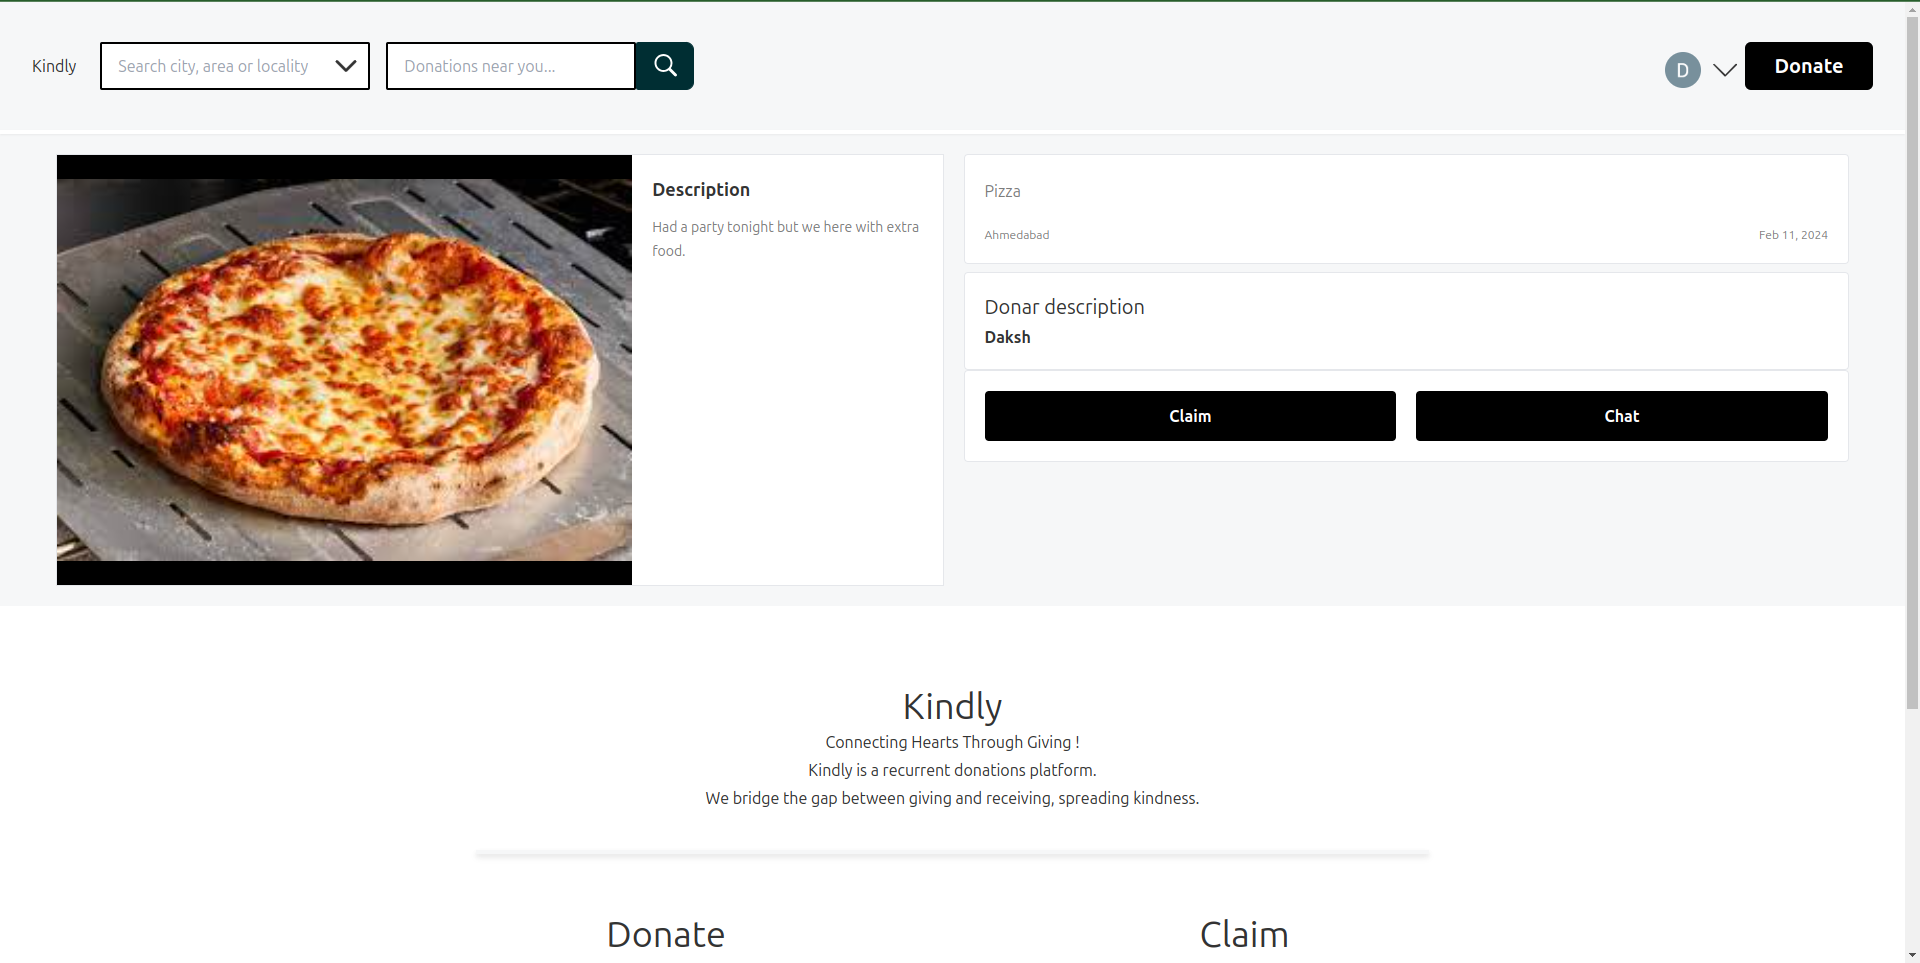 Kindly
Search city, area or locality
Donations near you...
D
Donate
Description
Had a party tonight but we here with extra
food.
Pizza
Ahmedabad
Feb 11, 2024
Donar description
Daksh
Claim
Chat
Kindly
Connecting Hearts Through Giving !
Kindly is a recurrent donations platform.
We bridge the gap between giving and receiving, spreading kindness.
Donate
Claim